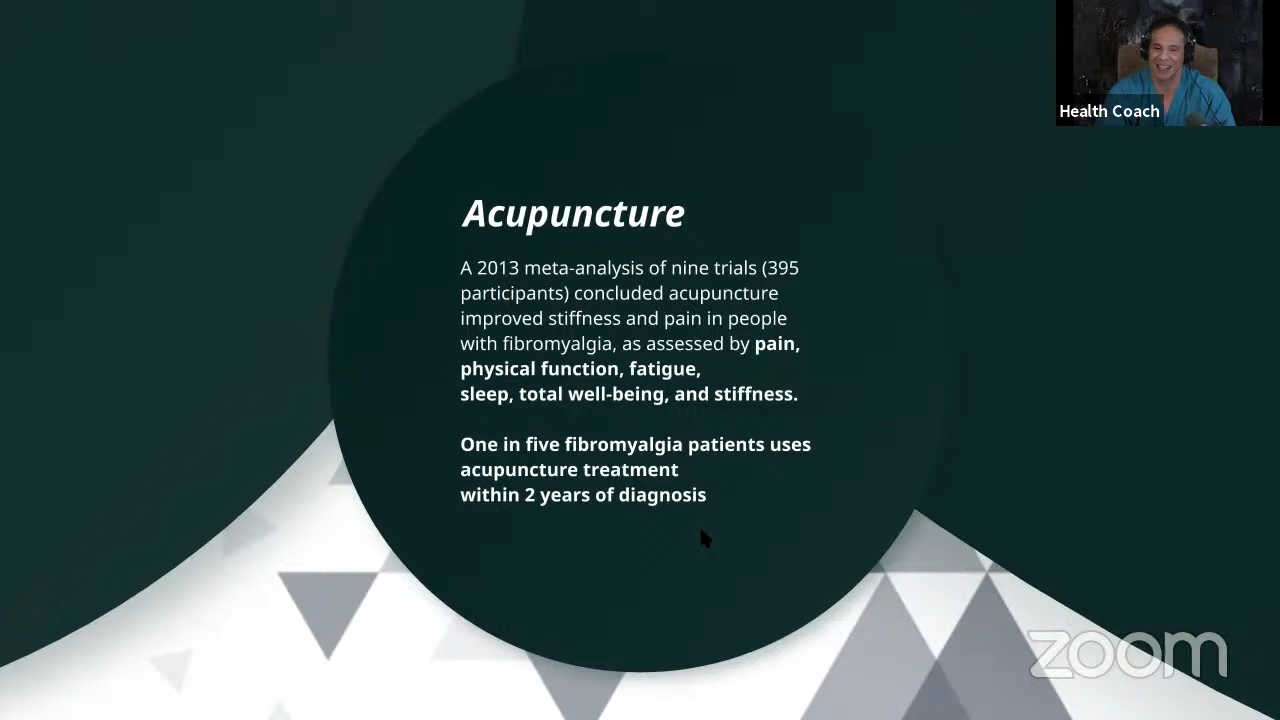 Health Coach
Acupuncture
A 2013 meta-analysis of nine trials (395
participants) concluded acupuncture
improved stiffness and pain in people
with fibromyalgia, as assessed by pain,
physical function, fatigue,
sleep, total well-being, and stiffness.
One in five fibromyalgia patients uses
acupuncture treatment
within 2 years of diagnosis
zoom